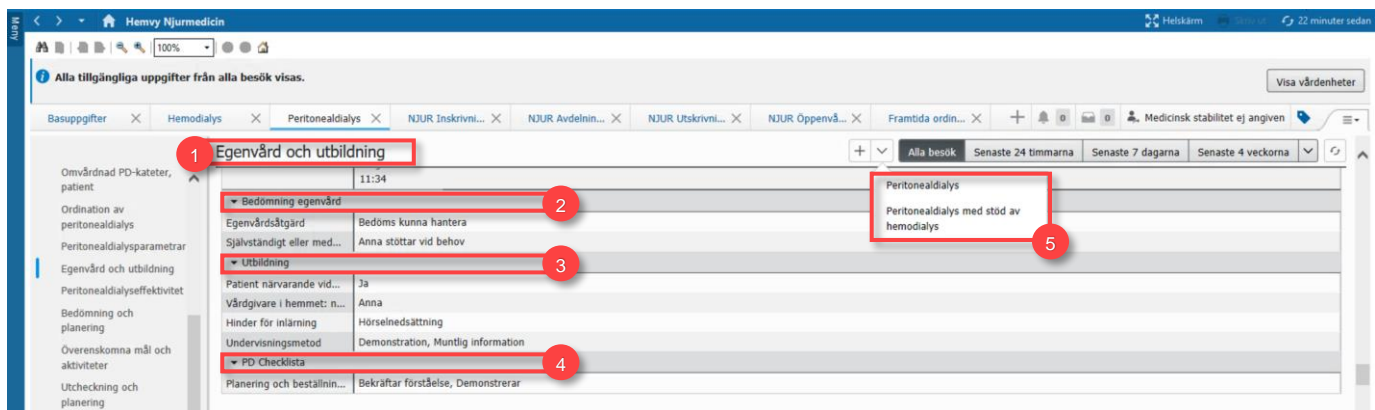 Meny
Hemvy Njurmedicin
Helskärm
Skriv ut
22 minuter sedan
100%
Alla tillgängliga uppgifter från alla besök visas.
Visa vårdenheter
Basuppgifter
Hemodialys
Peritonealdialys
NJUR Inskrivni...
NJUR Avdelnin...
NJUR Utskrivni...
NJUR Öppenvå...
Framtida ordin...
0
0
Medicinsk stabilitet ej angiven
1
Egenvård och utbildning
Alla besök
Senaste 24 timmarna
Senaste 7 dagarna
Senaste 4 veckorna
Omvårdnad PD-kateter,
patient
Ordination av
peritonealdialys
Peritonealdialysparametrar
Egenvård och utbildning
Peritonealdialyseffektivitet
Bedömning och
planering
Överenskomna mål och
aktiviteter
Utcheckning och
planering
11:34
Bedömning egenvård
2
Egenvårdsåtgärd
Bedöms kunna hantera
Självständigt eller med...
Anna stöttar vid behov
Utbildning
3
Patient närvarande vid...
Ja
Vårdgivare i hemmet: n...
Anna
Hinder för inlärning
Hörselnedsättning
Undervisningsmetod
Demonstration, Muntlig information
PD Checklista
4
Planering och beställnin...
Bekräftar förståelse, Demonstrerar
Peritonealdialys
Peritonealdialys med stöd av
hemodialys
5